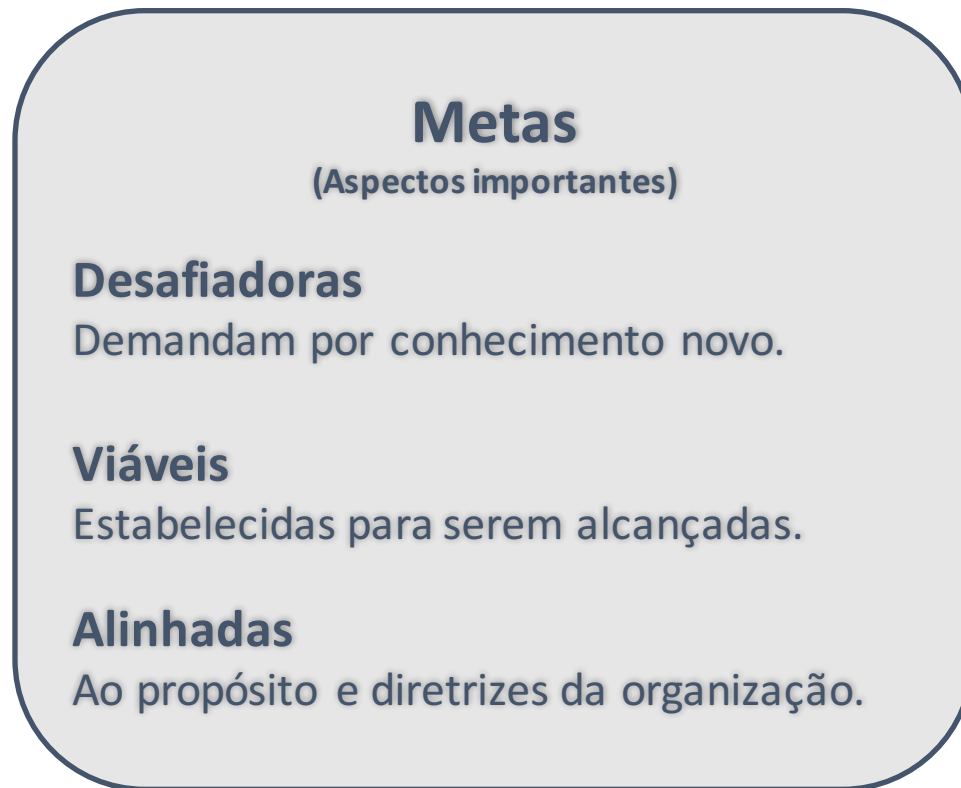 Metas
(Aspectos importantes)
Desafiadoras
Demandam por conhecimento novo.
Viáveis
Estabelecidas para serem alcançadas.
Alinhadas
Ao propósito e diretrizes da organização.